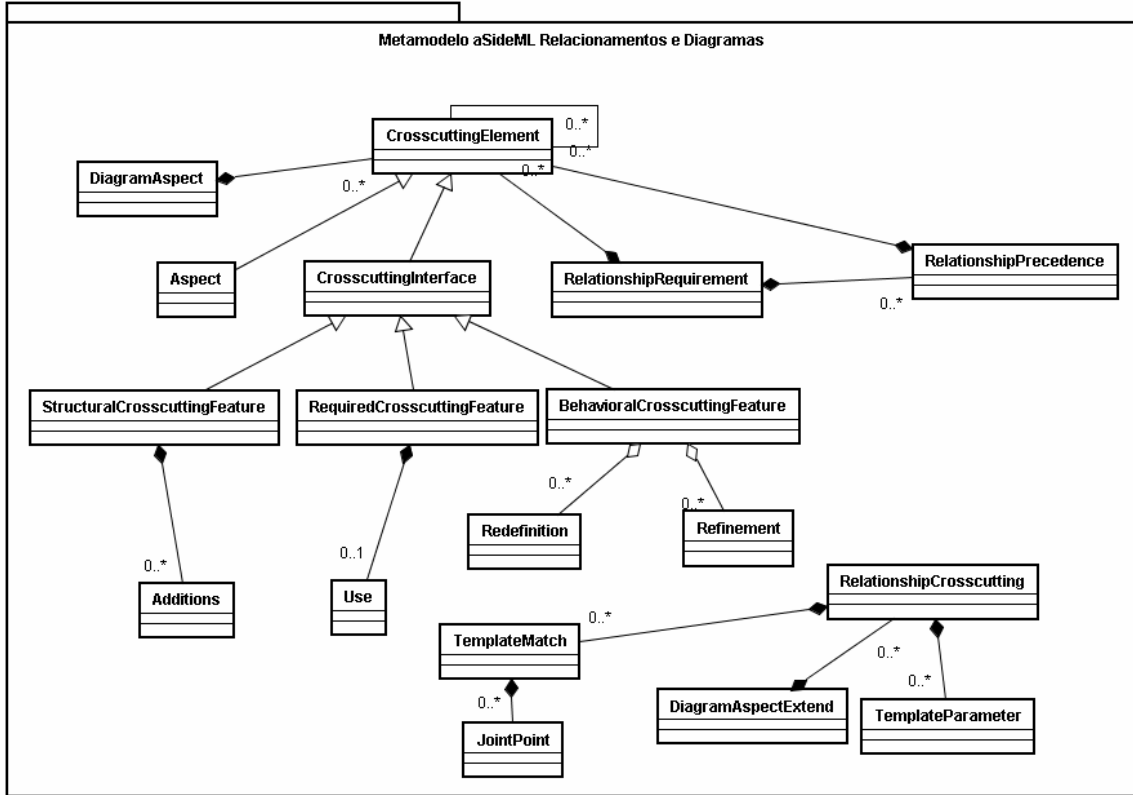 Metamodelo aSideML Relacionamentos e Diagramas
0..*
CrosscuttingElement
0..*
0..*
DiagramAspect
0..*
Aspect
CrosscuttingInterface
RelationshipRequirement
RelationshipPrecedence
0..*
StructuralCrosscuttingFeature
RequiredCrosscuttingFeature
BehavioralCrosscuttingFeature
0..*
0..*
Redefinition
Refinement
0..*
0..1
Additions
Use
RelationshipCrosscutting
0..*
TemplateMatch
0..*
0..*
0..*
DiagramAspectExtend
TemplateParameter
JointPoint